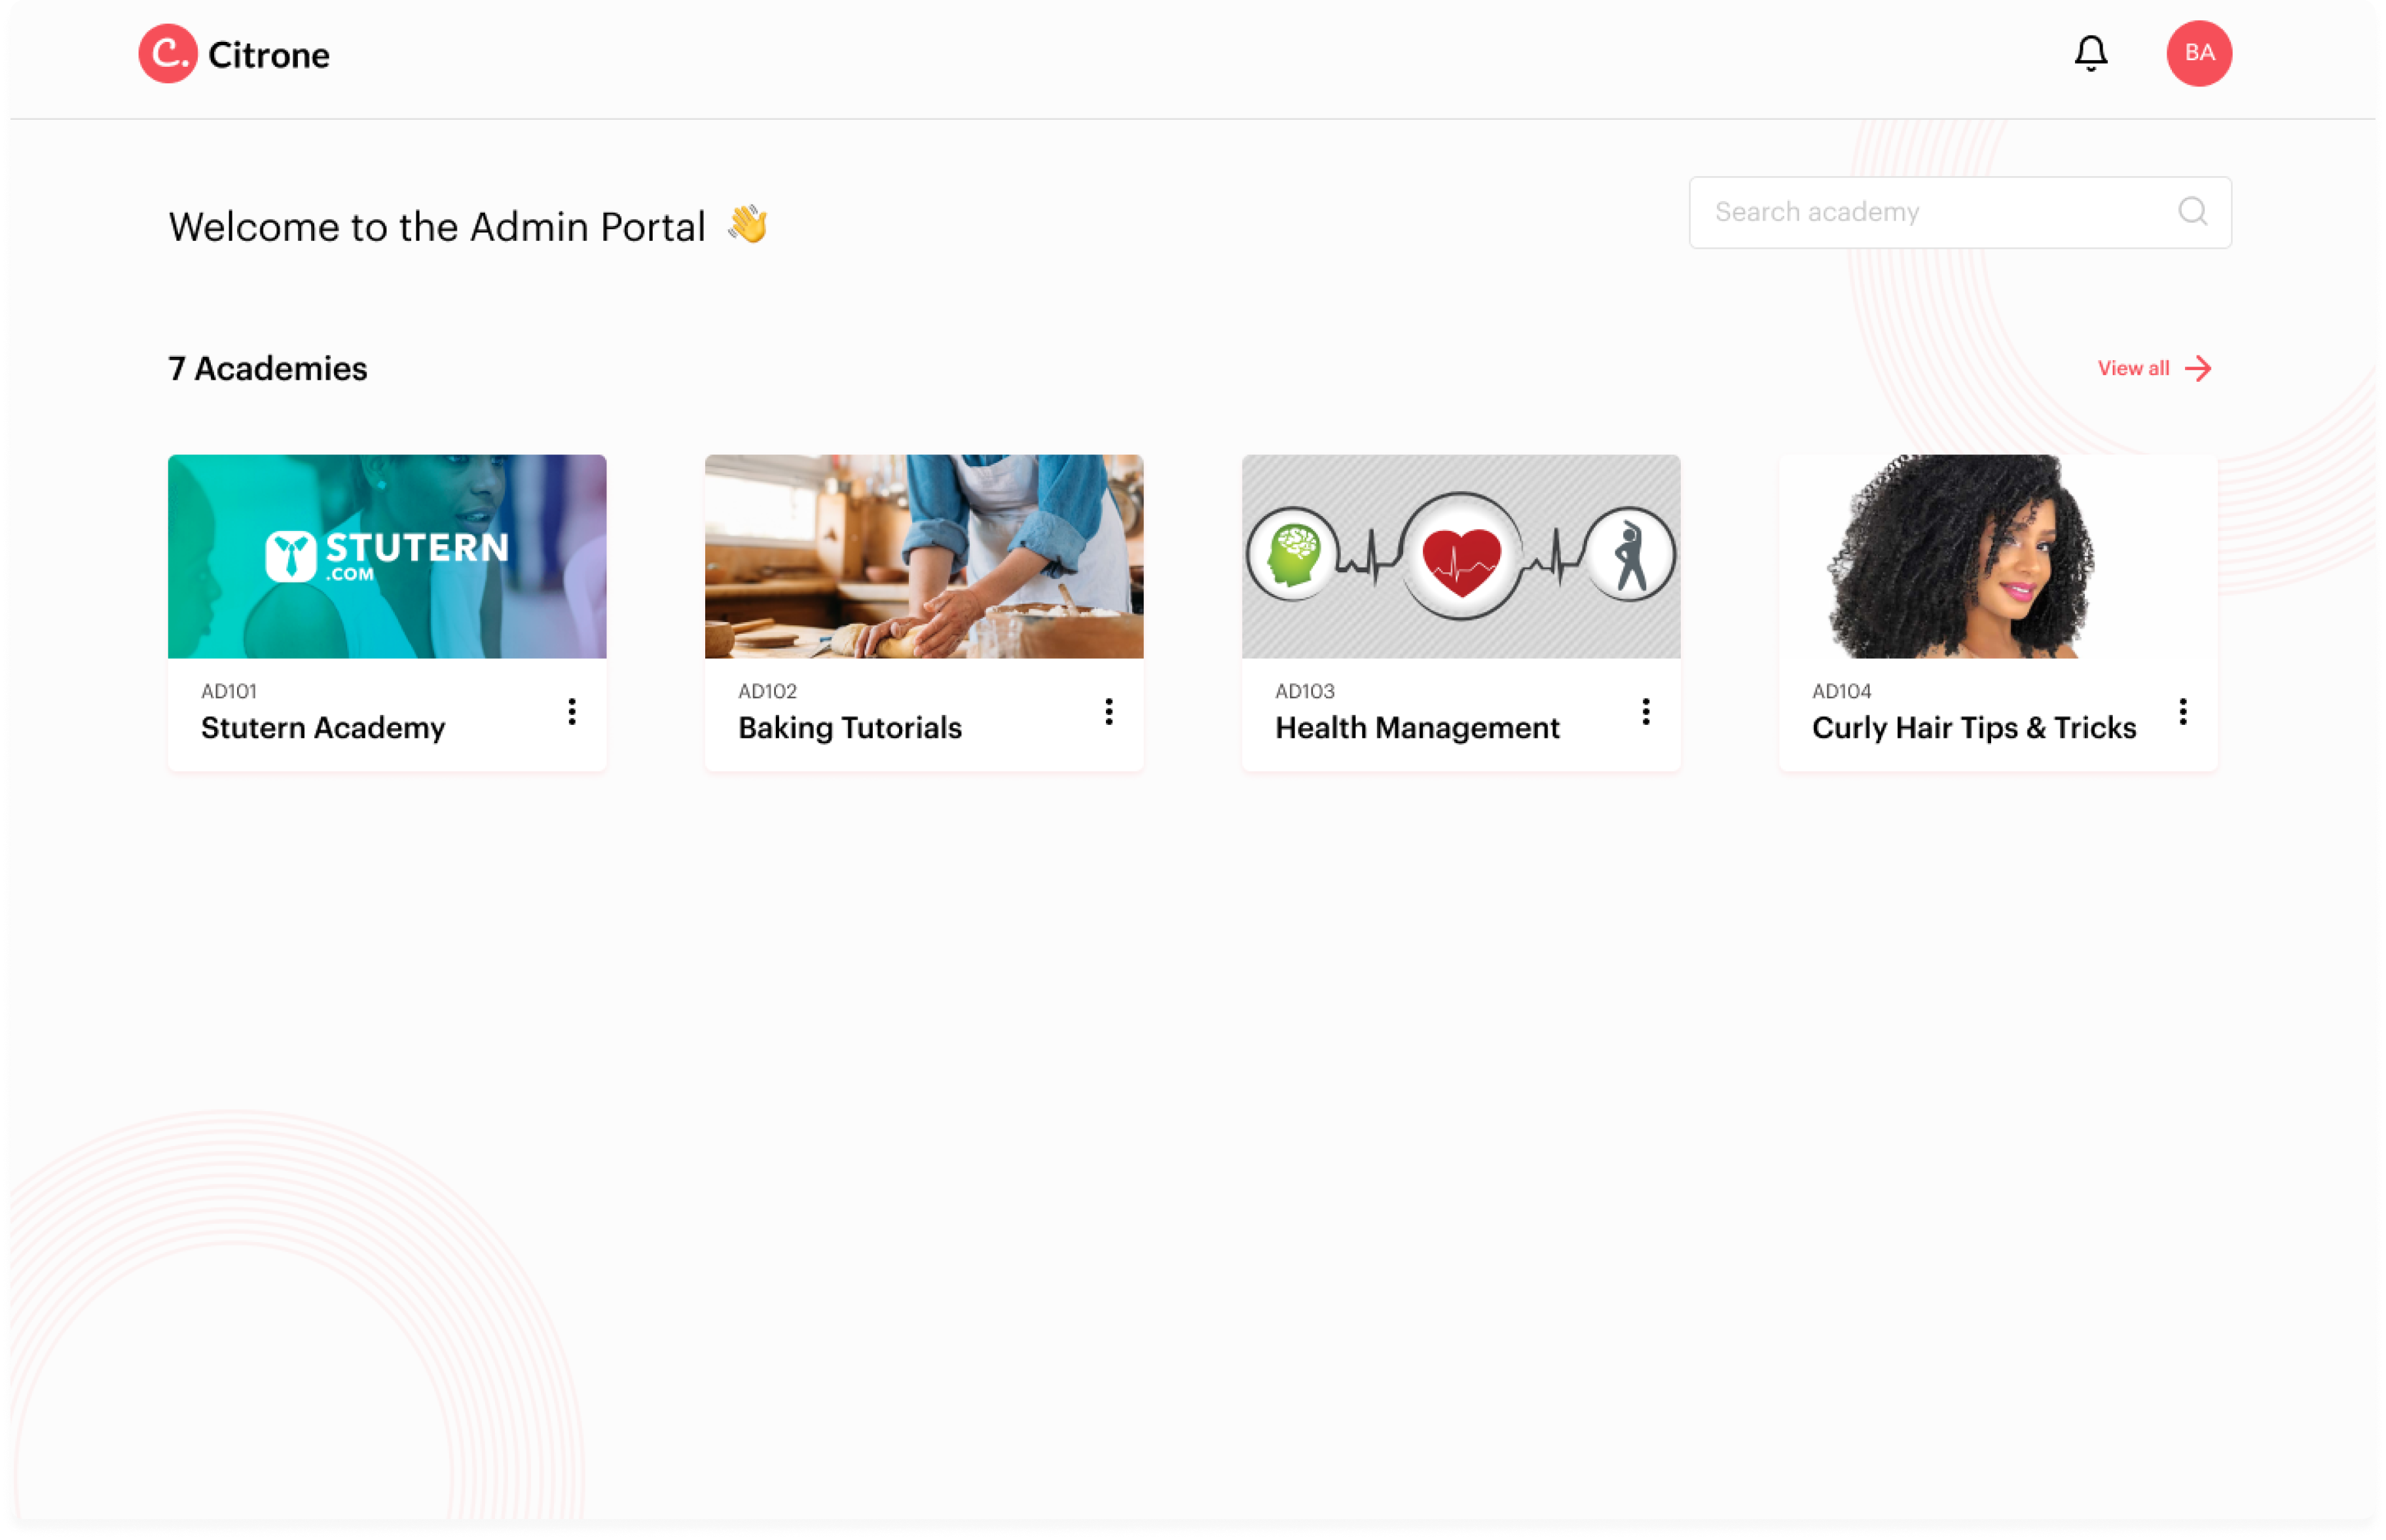 C. Citrone
BA
Welcome to the Admin Portal 👋
Search academy
7 Academies
View all →
STUTERN
.COM
AD101
Stutern Academy
AD102
Baking Tutorials
AD103
Health Management
AD104
Curly Hair Tips & Tricks